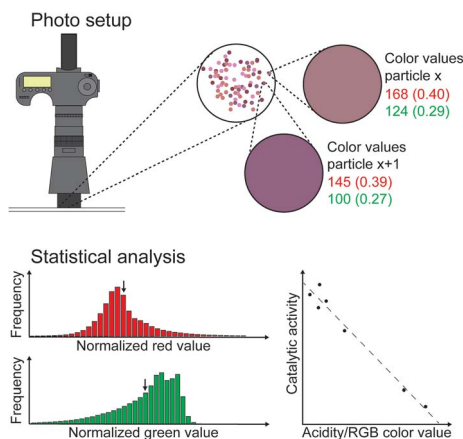 Photo setup
Color values
particle x
168 (0.40)
124 (0.29)
Color values
particle x+1
145 (0.39)
100 (0.27)
Statistical analysis
Frequency
Normalized red value
Frequency
Normalized green value
Catalytic activity
Acidity/RGB color value